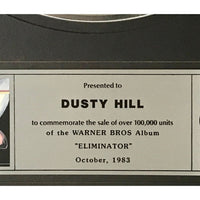 Presented to
DUSTY HILL
to commemorate the sale of over 100,000 units
of the WARNER BROS Album
"ELIMINATOR"
October, 1983